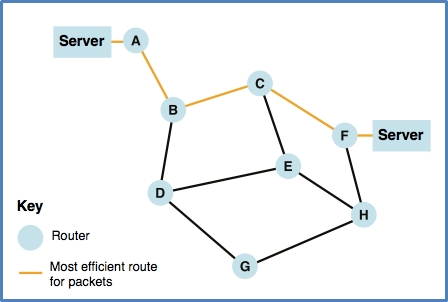 Server
A
C
B
F
Server
E
D
H
G
Key
Router
Most efficient route
for packets